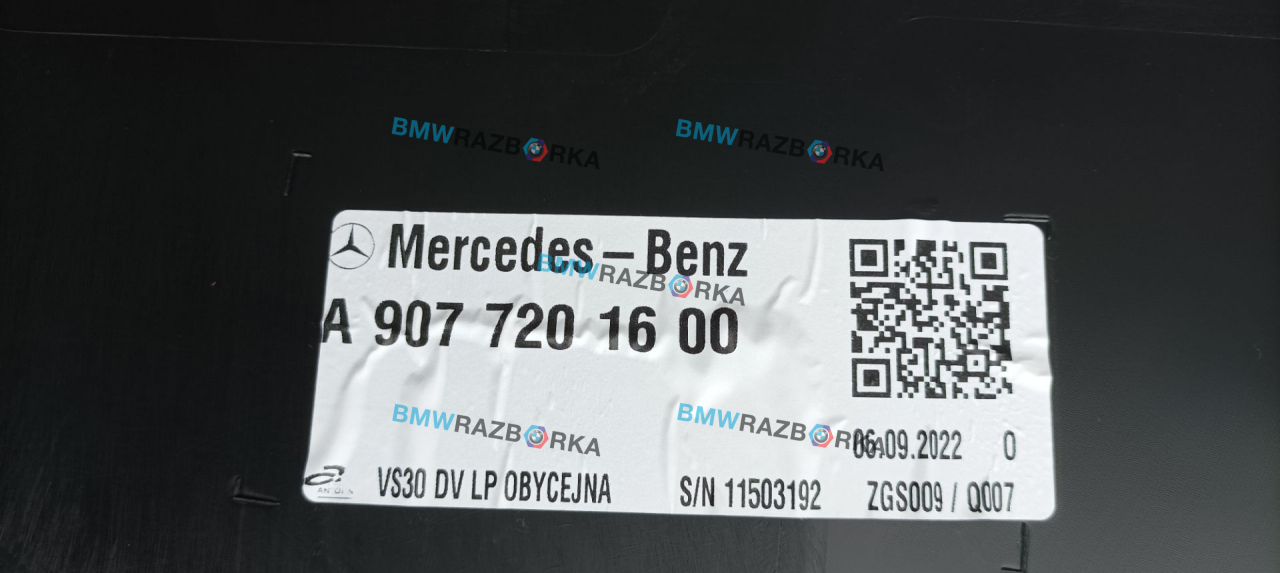 BMWRAZBORKA
BMWRAZBORKA
Mercedes-Benz
BMWRAZBORKA
A 907 720 16 00
BMWRAZBORKA
BMWRAZBORKA
06.09.2022 0
VS30 DV LP OBYCEJNA S/N 11503192 ZGS009 / Q007